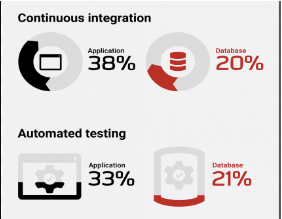 Continuous integration
Application
38%
Database
20%
Automated testing
Application
33%
Database
21%